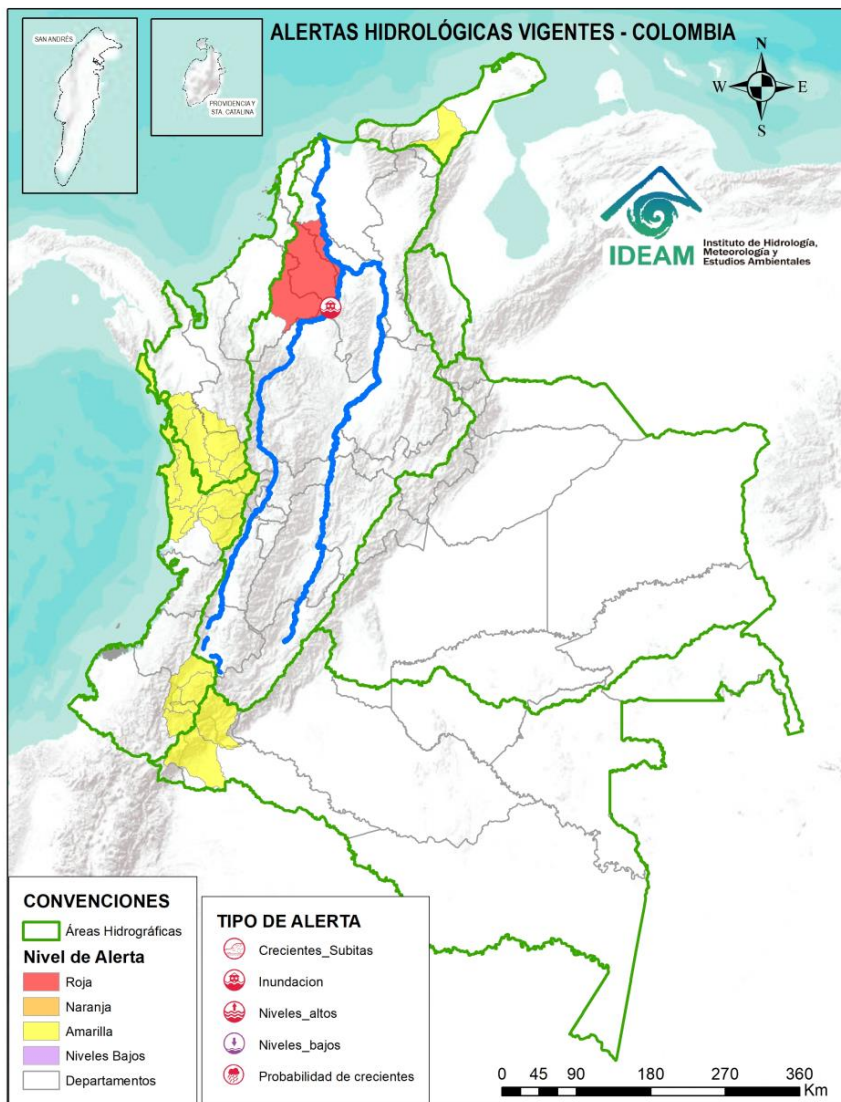 ALERTAS HIDROLÓGICAS VIGENTES - COLOMBIA
SAN ANDRÉS
PROVIDENCIA Y
STA. CATALINA
N
W
E
S
IDEAM
Instituto de Hidrología,
Meteorología y
Estudios Ambientales
CONVENCIONES
Áreas Hidrográficas
Nivel de Alerta
Roja
Naranja
Amarilla
Niveles Bajos
Departamentos
TIPO DE ALERTA
Crecientes_Subitas
Inundacion
Niveles_altos
Niveles_bajos
Probabilidad de crecientes
0 45 90 180 270 360
Km